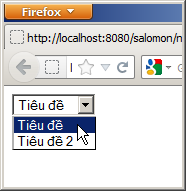 Firefox
http://localhost:8080/salomon/n
Tiêu đề
Tiêu đề
Tiêu đề 2